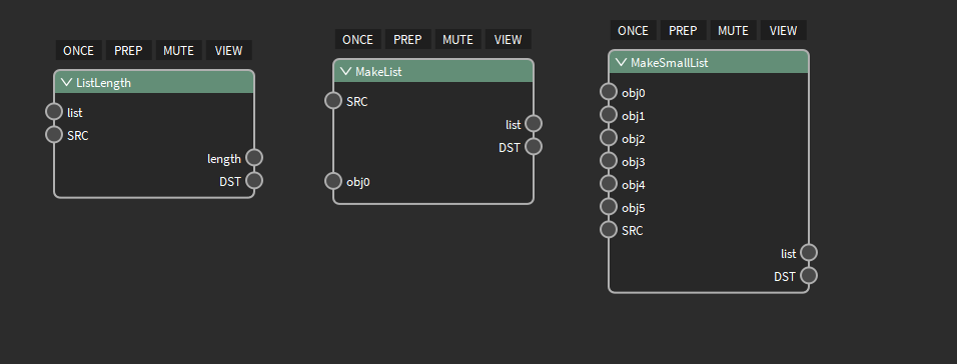 ONCE PREP MUTE VIEW
ListLength
list
SRC
length
DST
ONCE PREP MUTE VIEW
MakeList
SRC
list
DST
obj0
ONCE PREP MUTE VIEW
MakeSmallList
obj0
obj1
obj2
obj3
obj4
obj5
SRC
list
DST